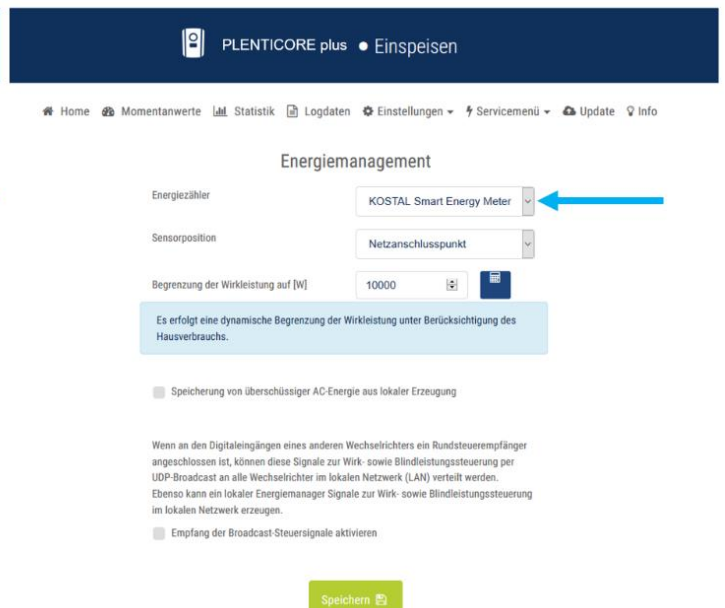 PLENTICORE plus ● Einspeisen
Home Momentanwerte Statistik Logdaten Einstellungen Servicemenü Update Info
Energiemanagement
Energiezähler
KOSTAL Smart Energy Meter
Sensorposition
Netzanschlusspunkt
Begrenzung der Wirkleistung auf [W]
10000
Es erfolgt eine dynamische Begrenzung der Wirkleistung unter Berücksichtigung des
Hausverbrauchs.
Speicherung von überschüssiger AC-Energie aus lokaler Erzeugung
Wenn an den Digitaleingängen eines anderen Wechselrichters ein Rundsteuerempfänger
angeschlossen ist, können diese Signale zur Wirk- sowie Blindleistungssteuerung per
UDP-Broadcast an alle Wechselrichter im lokalen Netzwerk (LAN) verteilt werden.
Ebenso kann ein lokaler Energiemanager Signale zur Wirk- sowie Blindleistungssteuerung
im lokalen Netzwerk erzeugen.
Empfang der Broadcast-Steuersignale aktivieren
Speichern